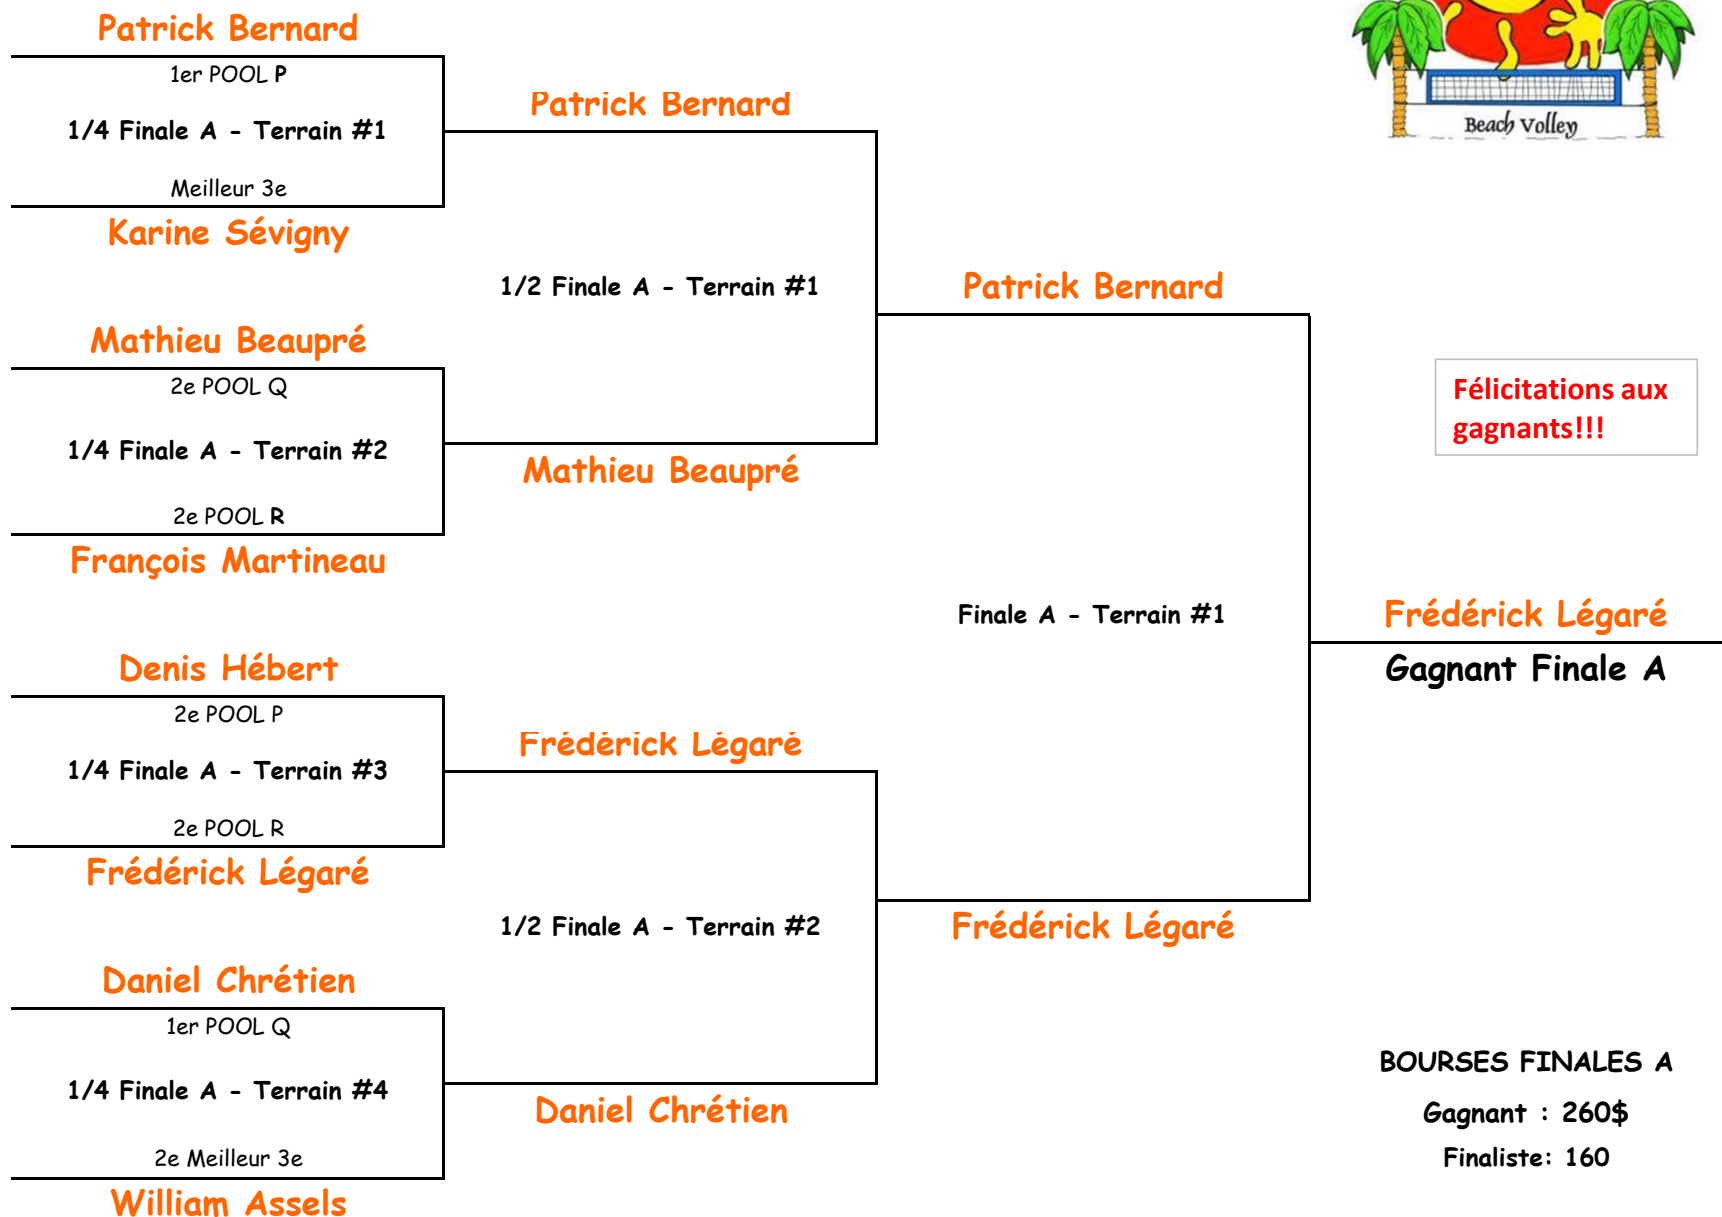 Patrick Bernard
1er POOL P
1/4 Finale A - Terrain #1
Meilleur 3e
Karine Sévigny
Mathieu Beaupré
2e POOL Q
1/4 Finale A - Terrain #2
2e POOL R
François Martineau
Denis Hébert
2e POOL P
1/4 Finale A - Terrain #3
2e POOL R
Frédérick Légaré
Daniel Chrétien
1er POOL Q
1/4 Finale A - Terrain #4
2e Meilleur 3e
William Assels
Patrick Bernard
1/2 Finale A - Terrain #1
Mathieu Beaupré
Frédérick Légaré
1/2 Finale A - Terrain #2
Daniel Chrétien
Patrick Bernard
Finale A - Terrain #1
Frédérick Légaré
Beach Volley
Félicitations aux
gagnants!!!
Frédérick Légaré
Gagnant Finale A
BOURSES FINALES A
Gagnant : 260$
Finaliste: 160